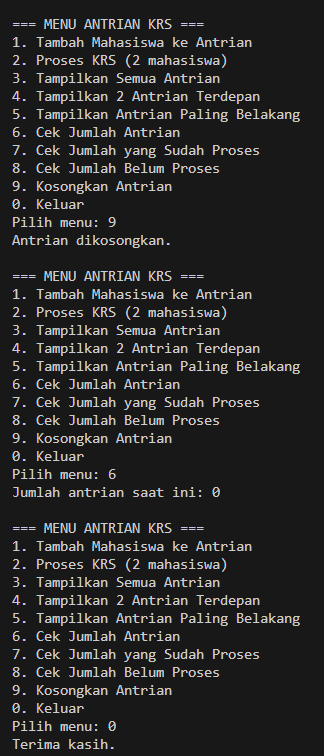 === MENU ANTRIAN KRS ===
1. Tambah Mahasiswa ke Antrian
2. Proses KRS (2 mahasiswa)
3. Tampilkan Semua Antrian
4. Tampilkan 2 Antrian Terdepan
5. Tampilkan Antrian Paling Belakang
6. Cek Jumlah Antrian
7. Cek Jumlah yang Sudah Proses
8. Cek Jumlah Belum Proses
9. Kosongkan Antrian
0. Keluar
Pilih menu: 9
Antrian dikosongkan.
=== MENU ANTRIAN KRS ===
1. Tambah Mahasiswa ke Antrian
2. Proses KRS (2 mahasiswa)
3. Tampilkan Semua Antrian
4. Tampilkan 2 Antrian Terdepan
5. Tampilkan Antrian Paling Belakang
6. Cek Jumlah Antrian
7. Cek Jumlah yang Sudah Proses
8. Cek Jumlah Belum Proses
9. Kosongkan Antrian
0. Keluar
Pilih menu: 6
Jumlah antrian saat ini: 0
=== MENU ANTRIAN KRS ===
1. Tambah Mahasiswa ke Antrian
2. Proses KRS (2 mahasiswa)
3. Tampilkan Semua Antrian
4. Tampilkan 2 Antrian Terdepan
5. Tampilkan Antrian Paling Belakang
6. Cek Jumlah Antrian
7. Cek Jumlah yang Sudah Proses
8. Cek Jumlah Belum Proses
9. Kosongkan Antrian
0. Keluar
Pilih menu: 0
Terima kasih.